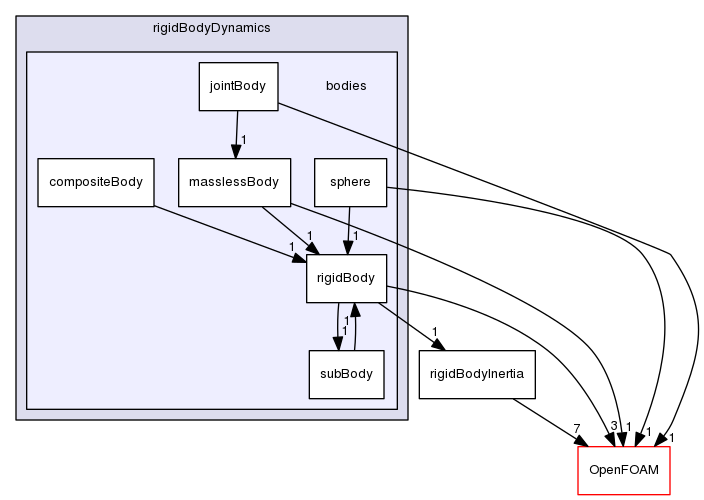 rigidBodyDynamics
jointBody
bodies
1
compositeBody
masslessBody
sphere
1
1
1
rigidBody
1
1
1
subBody
rigidBodyInertia
7
3
1
1
1
OpenFOAM